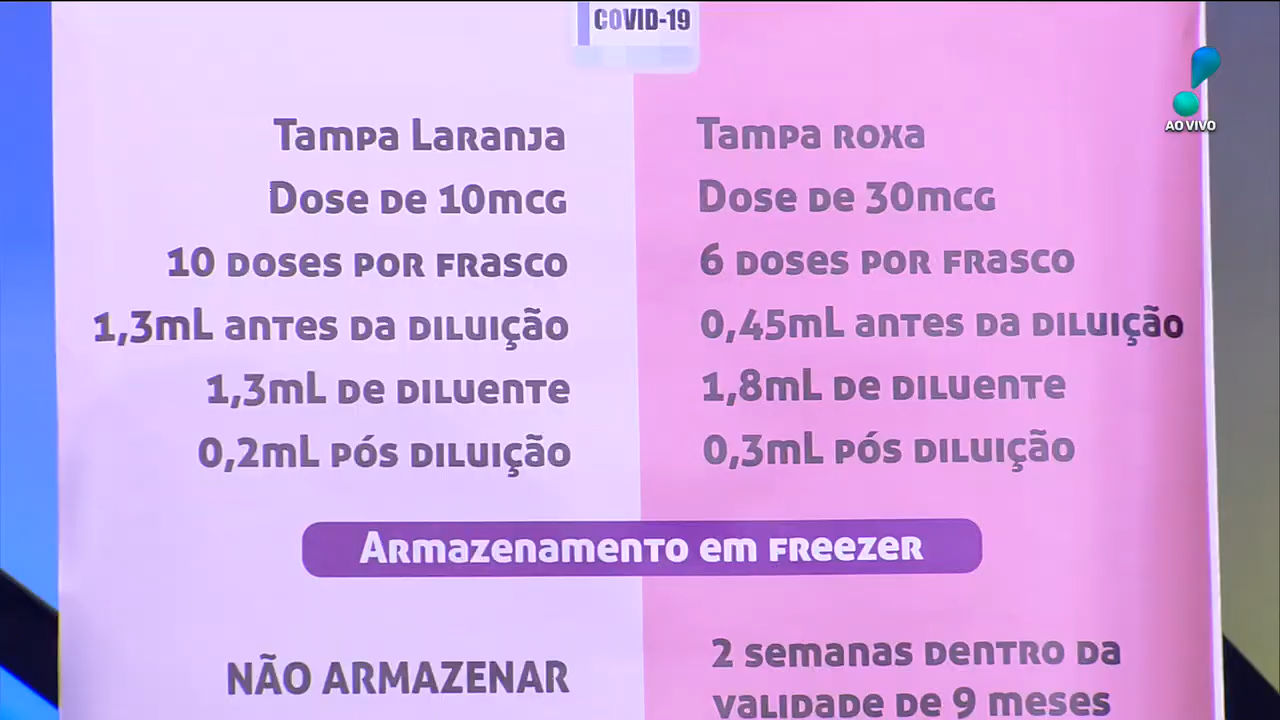 COVID-19
AO VIVO
Tampa Laranja
Dose de 10mcg
10 doses por frasco
1,3mL antes da diluição
1,3mL de diluente
0,2mL pós diluição
Tampa roxa
Dose de 30mcg
6 doses por frasco
0,45mL antes da diluição
1,8mL de diluente
0,3mL pós diluição
Armazenamento em freezer
NÃO ARMAZENAR
2 semanas dentro da
validade de 9 meses